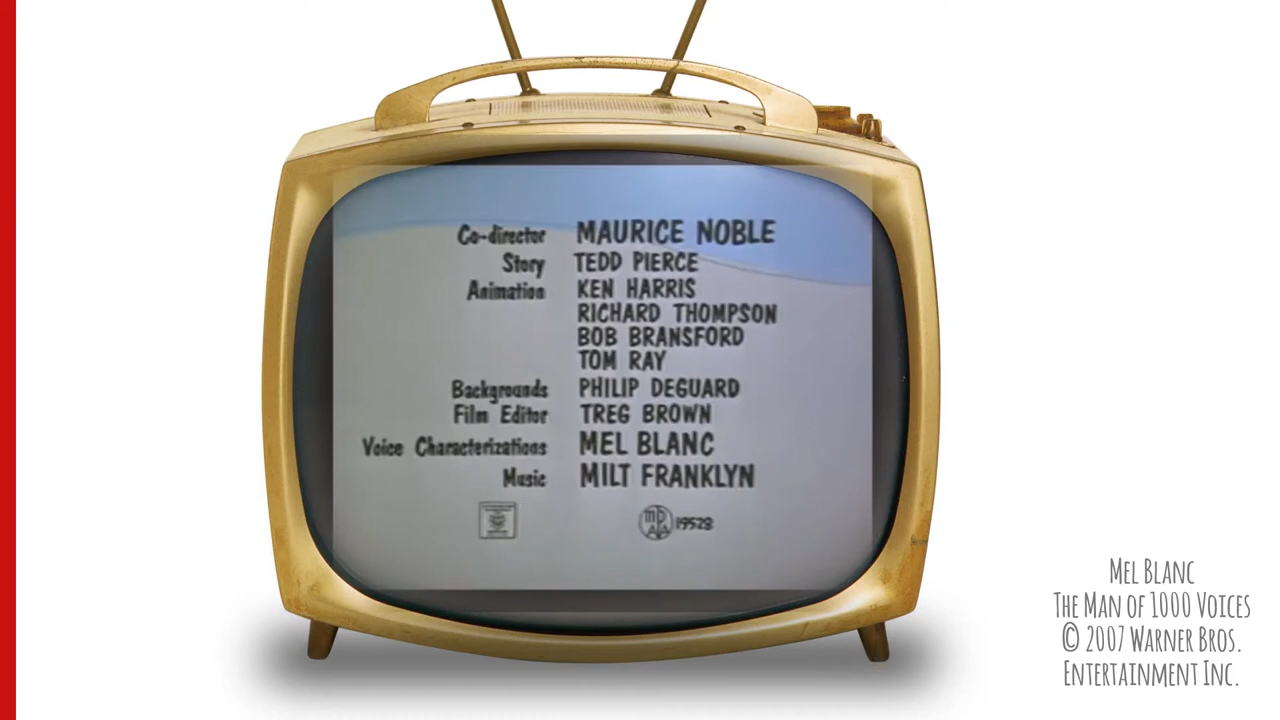 Co-director MAURICE NOBLE
Story TEDD PIERCE
Animation KEN HARRIS
RICHARD THOMPSON
BOB BRANSFORD
TOM RAY
Backgrounds PHILIP DEGUARD
Film Editor TREG BROWN
Voice Characterizations MEL BLANC
Music MILT FRANKLYN
MPAA 19528
Mel Blanc
The Man of 1000 Voices
© 2007 Warner Bros.
Entertainment Inc.